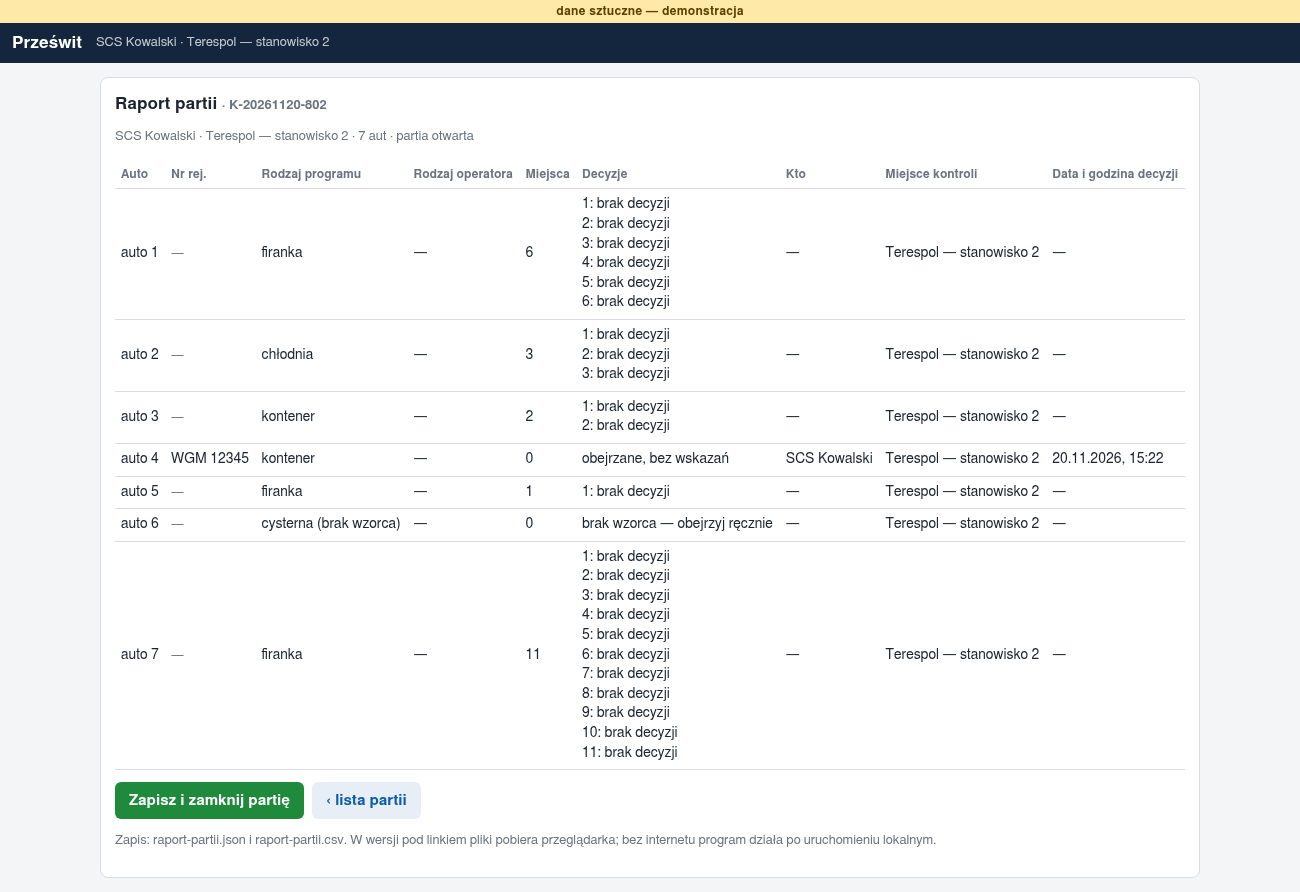 dane sztuczne — demonstracja
Prześwit SCS Kowalski · Terespol — stanowisko 2
Raport partii · K-20261120-802
SCS Kowalski · Terespol — stanowisko 2 · 7 aut · partia otwarta
Auto Nr rej. Rodzaj programu Rodzaj operatora Miejsca Decyzje Kto Miejsce kontroli Data i godzina decyzji
1: brak decyzji
2: brak decyzji
3: brak decyzji
auto 1 — firanka — 6 Terespol — stanowisko 2 —
4: brak decyzji
5: brak decyzji
6: brak decyzji
1: brak decyzji
auto 2 — chłodnia — 3 2: brak decyzji — Terespol — stanowisko 2 —
3: brak decyzji
1: brak decyzji
auto 3 — kontener — 2 — Terespol — stanowisko 2 —
2: brak decyzji
auto 4 WGM 12345 kontener — 0 obejrzane, bez wskazań SCS Kowalski Terespol — stanowisko 2 20.11.2026, 15:22
auto 5 — firanka — 1 1: brak decyzji — Terespol — stanowisko 2 —
auto 6 — cysterna (brak wzorca) — 0 brak wzorca — obejrzyj ręcznie — Terespol — stanowisko 2 —
1: brak decyzji
2: brak decyzji
3: brak decyzji
4: brak decyzji
5: brak decyzji
auto 7 — firanka — 11 6: brak decyzji — Terespol — stanowisko 2 —
7: brak decyzji
8: brak decyzji
9: brak decyzji
10: brak decyzji
11: brak decyzji
Zapisz i zamknij partię ‹ lista partii
Zapis: raport-partii.json i raport-partii.csv. W wersji pod linkiem pliki pobiera przeglądarka; bez internetu program działa po uruchomieniu lokalnym.